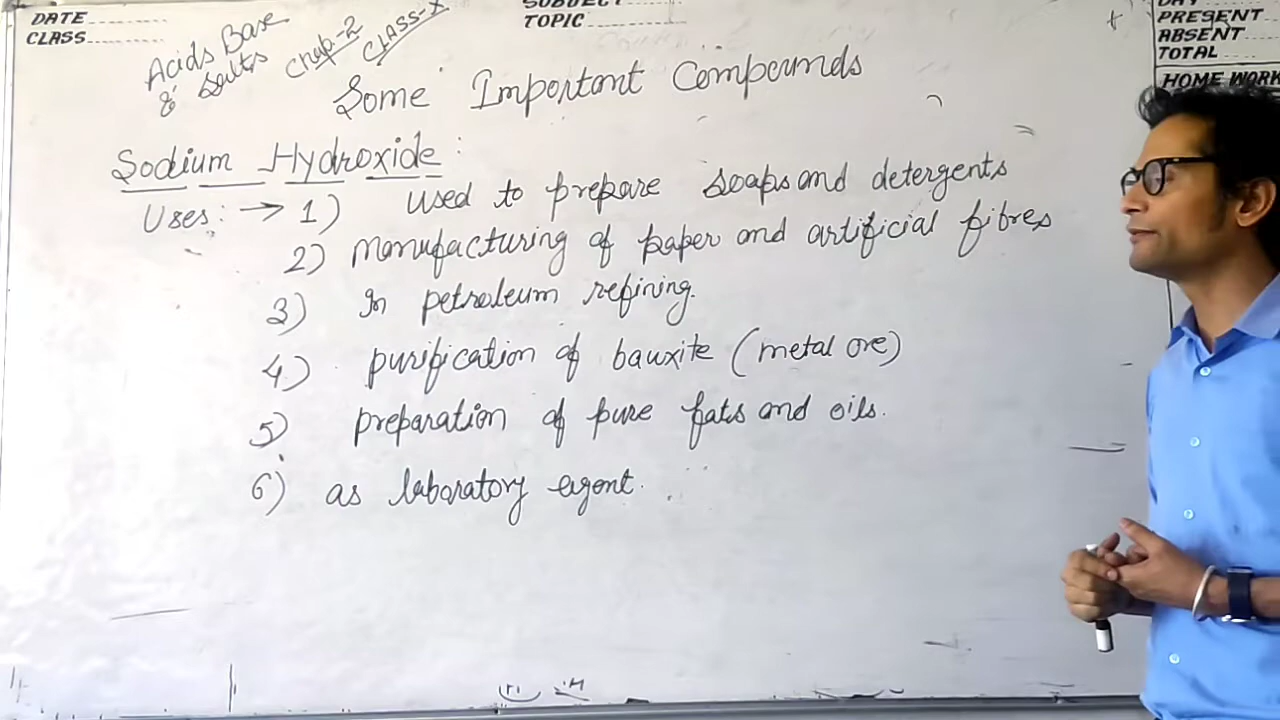 DATE
CLASS
SUBJECT
TOPIC
DAY
PRESENT
ABSENT
TOTAL
HOME WORK
Acids Base
& Salts Chap-2 CLASS-X
Some Important Compounds
Sodium Hydroxide:
Uses: → 1) used to prepare soaps and detergents
2) manufacturing of paper and artificial fibres
3) In petroleum refining.
4) purification of bauxite (metal ore)
5) preparation of pure fats and oils.
6) as laboratory agent.